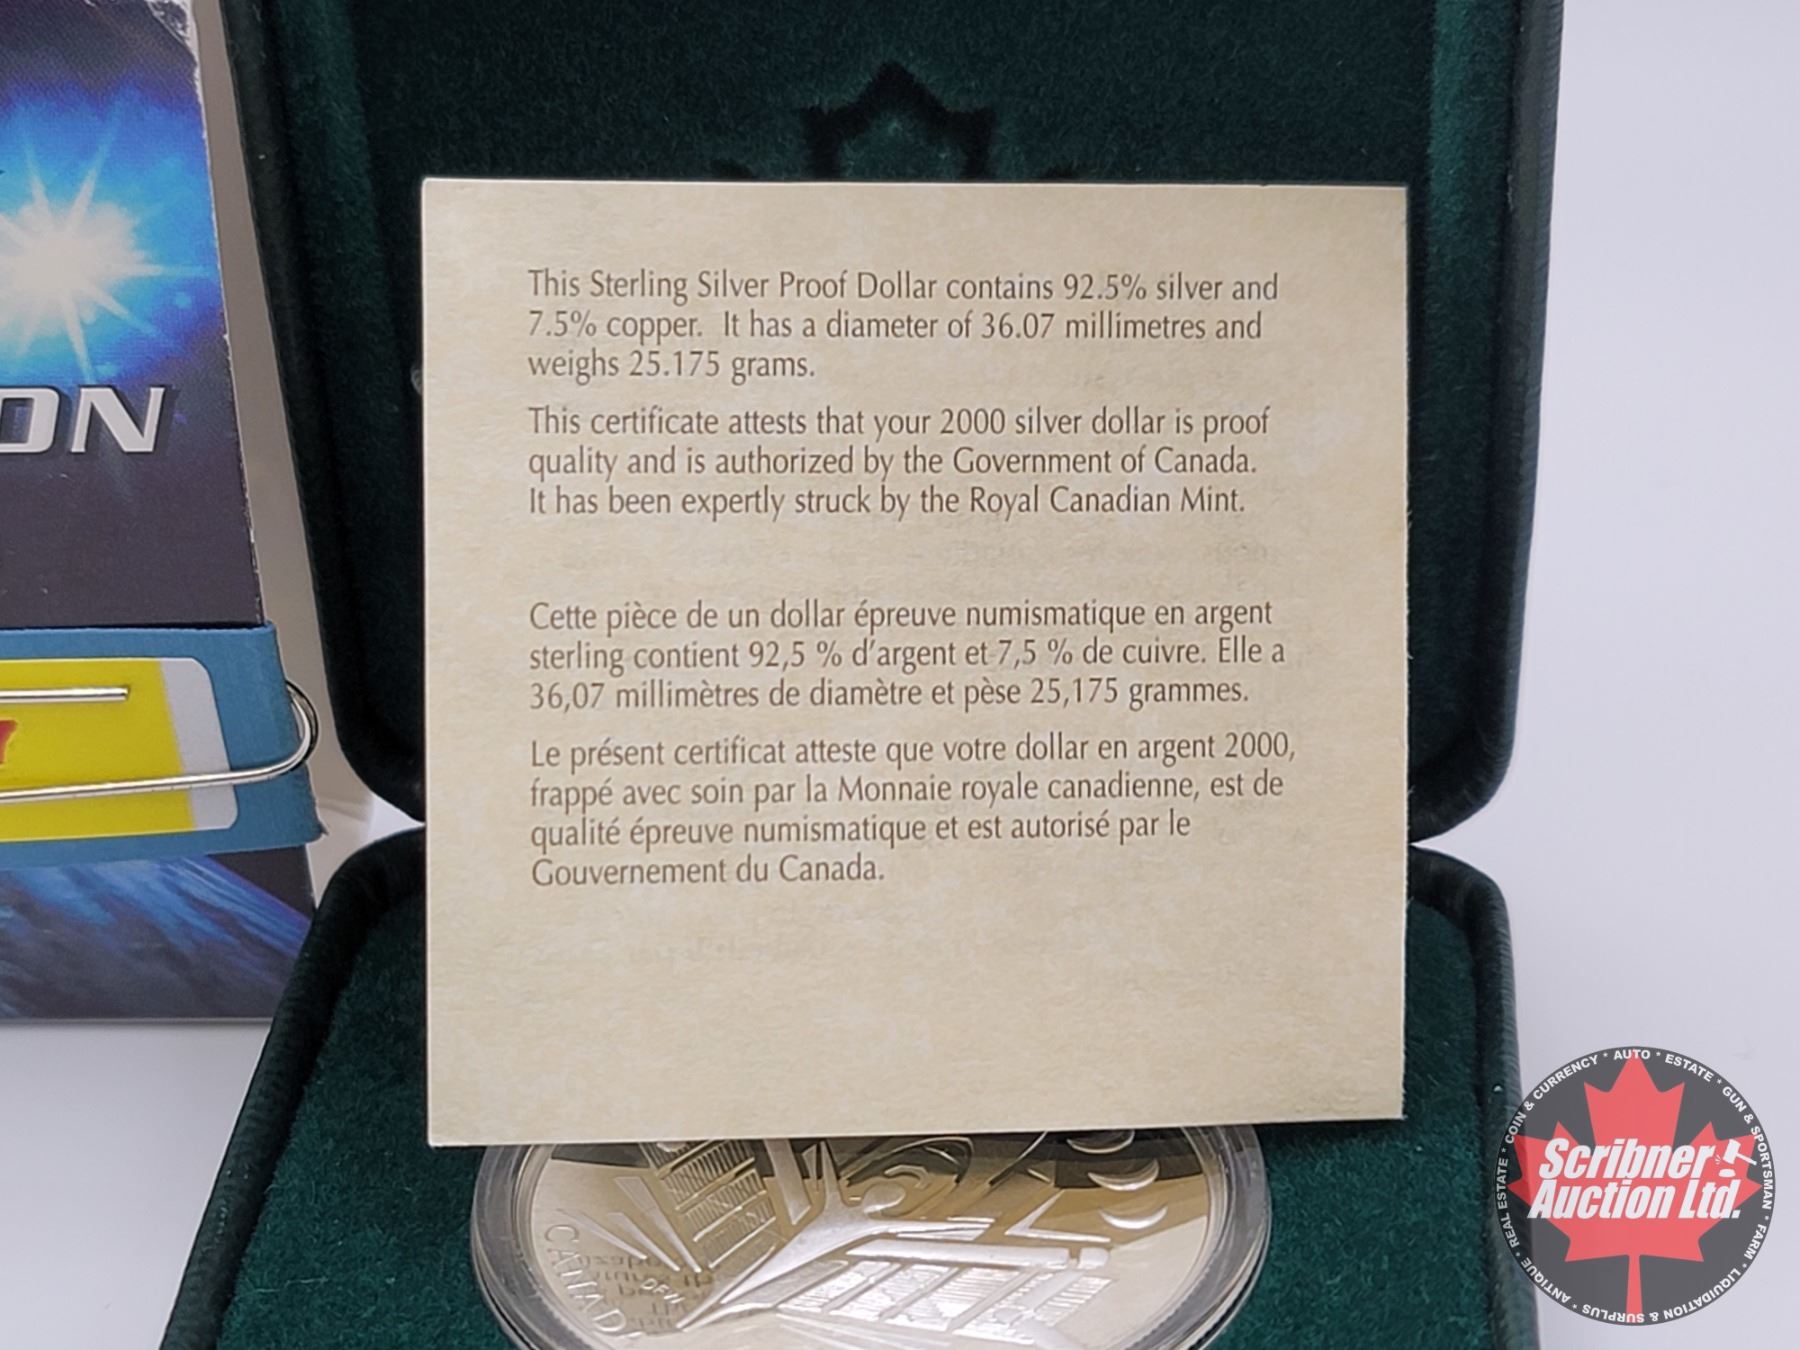 This Sterling Silver Proof Dollar contains 92.5% silver and
7.5% copper. It has a diameter of 36.07 millimetres and
weighs 25.175 grams.
This certificate attests that your 2000 silver dollar is proof
quality and is authorized by the Government of Canada.
It has been expertly struck by the Royal Canadian Mint.
Cette pièce de un dollar épreuve numismatique en argent
sterling contient 92,5 % d'argent et 7,5 % de cuivre. Elle a
36,07 millimètres de diamètre et pèse 25,175 grammes.
Le présent certificat atteste que votre dollar en argent 2000,
frappé avec soin par la Monnaie royale canadienne, est de
qualité épreuve numismatique et est autorisé par le
Gouvernement du Canada.
ON
CANAD
DFW
Scribner
Auction Ltd.
COIN & CURRENCY * AUTO * ESTATE * GUN & SPORTSMAN * FARM * LIQUIDATION & SURPLUS * ANTIQUE * REAL ESTATE *